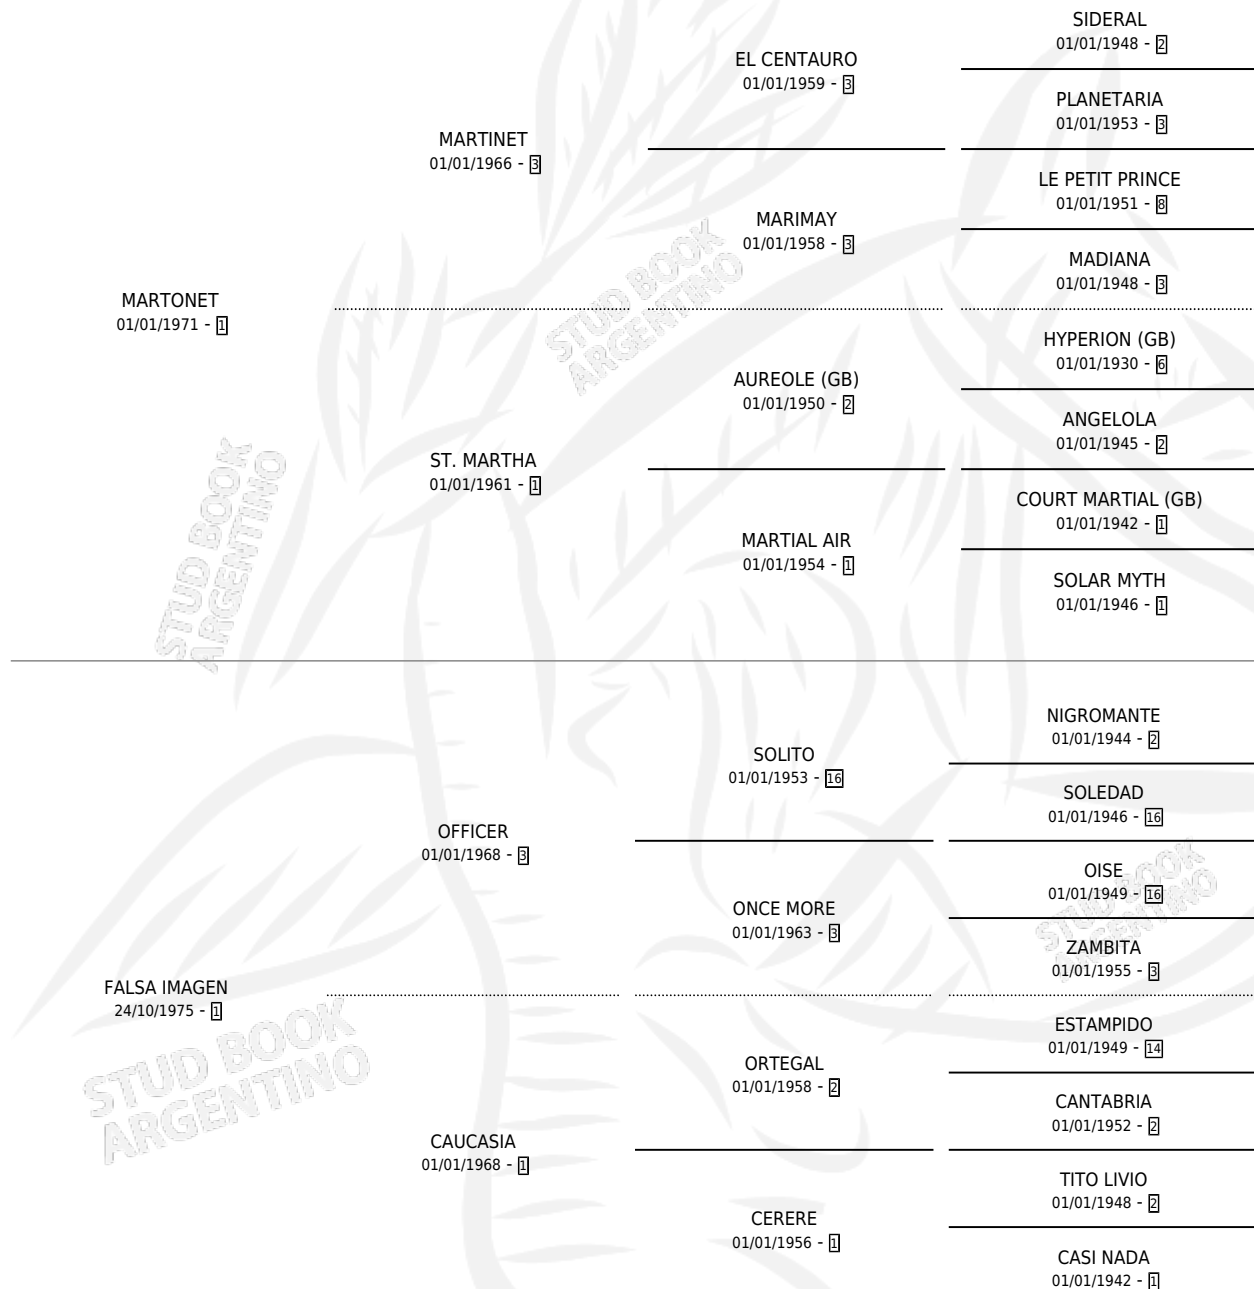 SIDERAL
01/01/1948 - 2
EL CENTAURO
01/01/1959 - 3
PLANETARIA
01/01/1953 - 3
MARTINET
01/01/1966 - 3
LE PETIT PRINCE
01/01/1951 - 8
MARIMAY
01/01/1958 - 3
MADIANA
01/01/1948 - 3
STUD BOOK
ARGENTINO
MARTONET
01/01/1971 - 1
HYPERION (GB)
01/01/1930 - 6
AUREOLE (GB)
01/01/1950 - 2
ANGELOLA
01/01/1945 - 2
ST. MARTHA
01/01/1961 - 1
COURT MARTIAL (GB)
01/01/1942 - 1
MARTIAL AIR
01/01/1954 - 1
SOLAR MYTH
01/01/1946 - 1
STUD BOOK
ARGENTINO
NIGROMANTE
01/01/1944 - 2
SOLITO
01/01/1953 - 16
SOLEDAD
01/01/1946 - 16
OFFICER
01/01/1968 - 3
OISE
01/01/1949 - 16
ONCE MORE
01/01/1963 - 3
ZAMBITA
01/01/1955 - 3
STUD BOOK
ARGENTINO
FALSA IMAGEN
24/10/1975 - 1
ESTAMPIDO
01/01/1949 - 14
ORTEGAL
01/01/1958 - 2
CANTABRIA
01/01/1952 - 2
STUD BOOK
ARGENTINO
CAUCASIA
01/01/1968 - 1
TITO LIVIO
01/01/1948 - 2
CERERE
01/01/1956 - 1
CASI NADA
01/01/1942 - 1